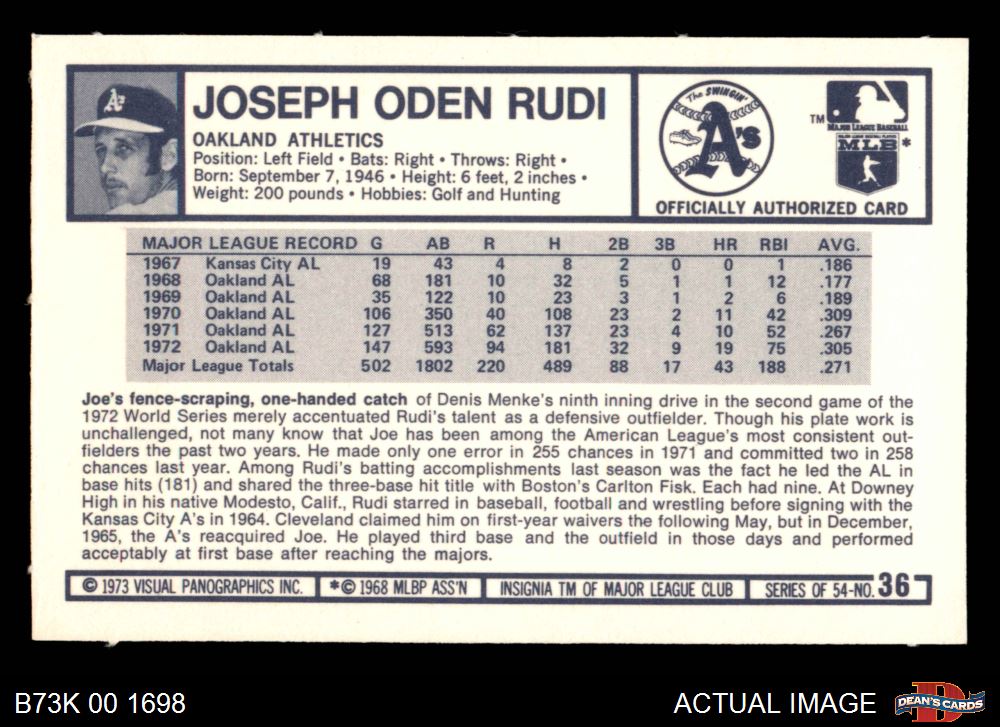 JOSEPH ODEN RUDI
OAKLAND ATHLETICS
Position: Left Field • Bats: Right • Throws: Right •
Born: September 7, 1946 • Height: 6 feet, 2 inches •
Weight: 200 pounds • Hobbies: Golf and Hunting
A's
The SWINGIN'
A's
TM
MAJOR LEAGUE BASEBALL
MLB *
OFFICIALLY AUTHORIZED CARD
MAJOR LEAGUE RECORD G AB R H 2B 3B HR RBI AVG.
1967 Kansas City AL 19 43 4 8 2 0 0 1 .186
1968 Oakland AL 68 181 10 32 5 1 1 12 .177
1969 Oakland AL 35 122 10 23 3 1 2 6 .189
1970 Oakland AL 106 350 40 108 23 2 11 42 .309
1971 Oakland AL 127 513 62 137 23 4 10 52 .267
1972 Oakland AL 147 593 94 181 32 9 19 75 .305
Major League Totals 502 1802 220 489 88 17 43 188 .271
Joe's fence-scraping, one-handed catch of Denis Menke's ninth inning drive in the second game of the
1972 World Series merely accentuated Rudi's talent as a defensive outfielder. Though his plate work is
unchallenged, not many know that Joe has been among the American League's most consistent out-
fielders the past two years. He made only one error in 255 chances in 1971 and committed two in 258
chances last year. Among Rudi's batting accomplishments last season was the fact he led the AL in
base hits (181) and shared the three-base hit title with Boston's Carlton Fisk. Each had nine. At Downey
High in his native Modesto, Calif., Rudi starred in baseball, football and wrestling before signing with the
Kansas City A's in 1964. Cleveland claimed him on first-year waivers the following May, but in December,
1965, the A's reacquired Joe. He played third base and the outfield in those days and performed
acceptably at first base after reaching the majors.
© 1973 VISUAL PANOGRAPHICS INC. *© 1968 MLBP ASS'N INSIGNIA TM OF MAJOR LEAGUE CLUB SERIES OF 54-NO. 36
B73K 00 1698
ACTUAL IMAGE
DEAN'S CARDS